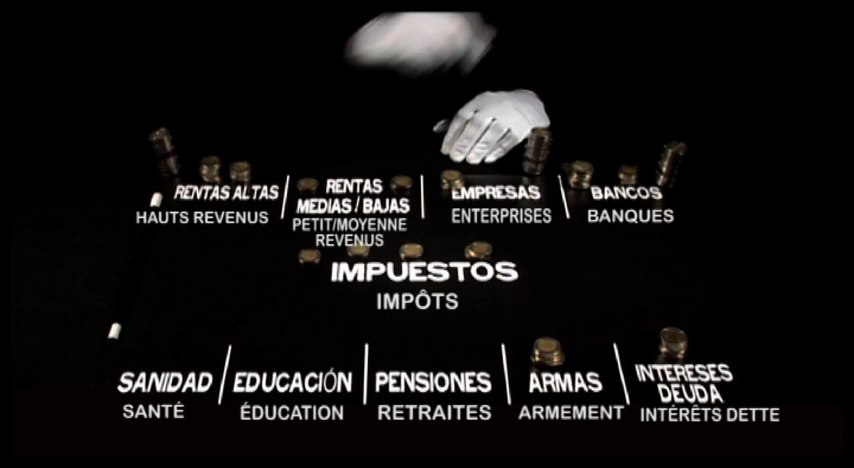 RENTAS ALTAS
HAUTS REVENUS
RENTAS
MEDIAS / BAJAS
PETIT/MOYENNE
REVENUS
EMPRESAS
ENTERPRISES
BANCOS
BANQUES
IMPUESTOS
IMPÔTS
SANIDAD
SANTÉ
EDUCACIÓN
ÉDUCATION
PENSIONES
RETRAITES
ARMAS
ARMEMENT
INTERESES
DEUDA
INTÉRÊTS DETTE